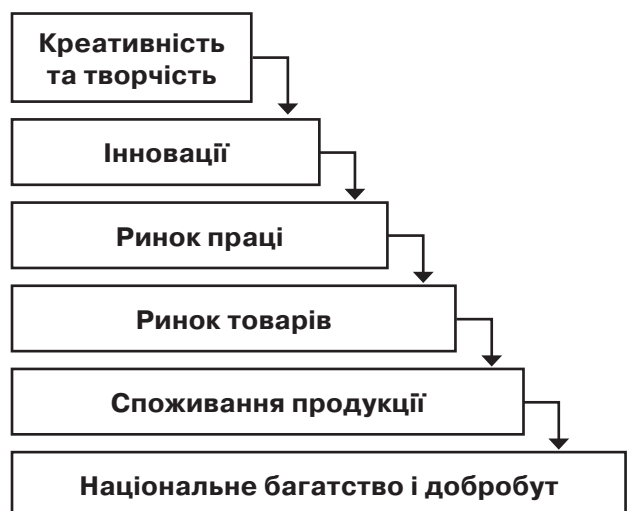 Креативність
та творчість
Інновації
Ринок праці
Ринок товарів
Споживання продукції
Національне багатство і добробут